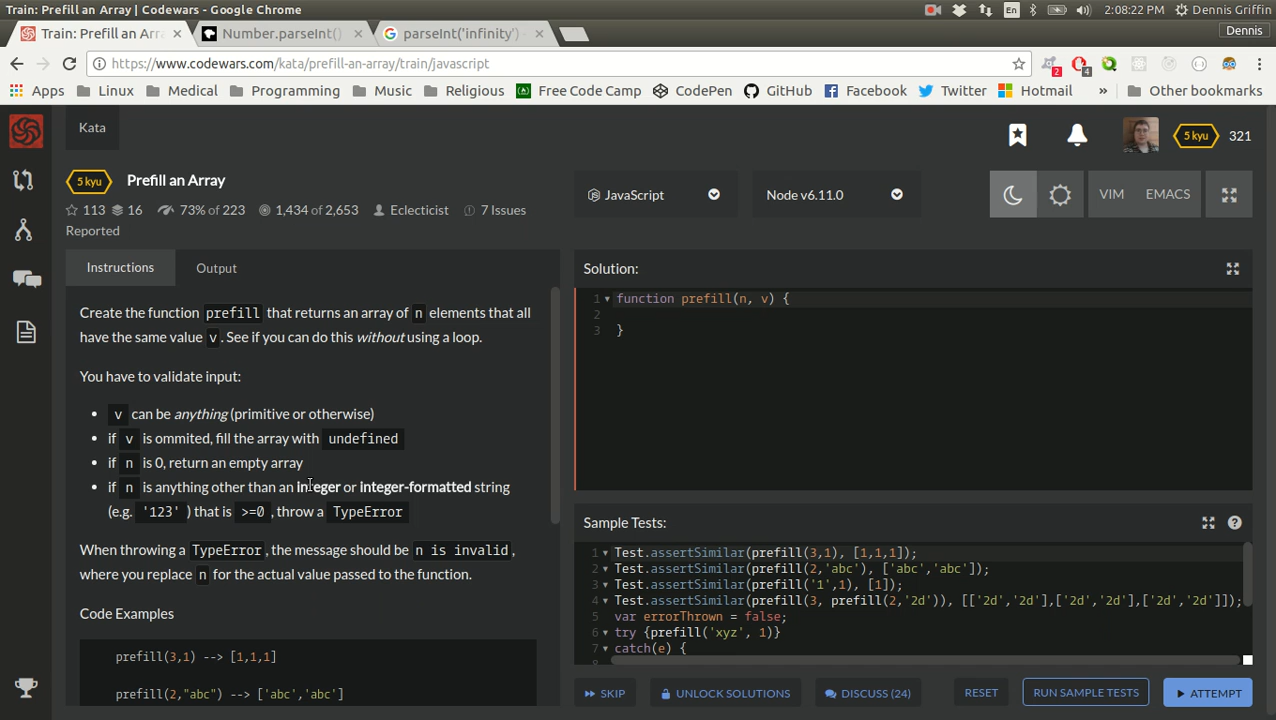 Train: Prefill an Array | Codewars - Google Chrome
En
2:08:22 PM
Dennis Griffin
Train: Prefill an Arra
Number.parseInt()
parseInt('infinity') -
Dennis
https://www.codewars.com/kata/prefill-an-array/train/javascript
2
4
Apps
Linux
Medical
Programming
Music
Religious
Free Code Camp
CodePen
GitHub
Facebook
Twitter
Hotmail
»
Other bookmarks
Kata
5 kyu
321
5 kyu
Prefill an Array
113
16
73% of 223
1,434 of 2,653
Eclecticist
7 Issues
Reported
JavaScript
Node v6.11.0
VIM
EMACS
Instructions
Output
Create the function prefill that returns an array of n elements that all
have the same value v. See if you can do this without using a loop.
You have to validate input:
• v can be anything (primitive or otherwise)
• if v is ommited, fill the array with undefined
• if n is 0, return an empty array
• if n is anything other than an integer or integer-formatted string
(e.g. '123') that is >=0, throw a TypeError
When throwing a TypeError, the message should be n is invalid,
where you replace n for the actual value passed to the function.
Code Examples
prefill(3,1) --> [1,1,1]
prefill(2,"abc") --> ['abc','abc']
Solution:
1 function prefill(n, v) {
2
3 }
Sample Tests:
1 Test.assertSimilar(prefill(3,1), [1,1,1]);
2 Test.assertSimilar(prefill(2,'abc'), ['abc','abc']);
3 Test.assertSimilar(prefill('1',1), [1]);
4 Test.assertSimilar(prefill(3, prefill(2,'2d')), [['2d','2d'],['2d','2d'],['2d','2d']]);
5 var errorThrown = false;
6 try {prefill('xyz', 1)}
7 catch(e) {
SKIP
UNLOCK SOLUTIONS
DISCUSS (24)
RESET
RUN SAMPLE TESTS
ATTEMPT